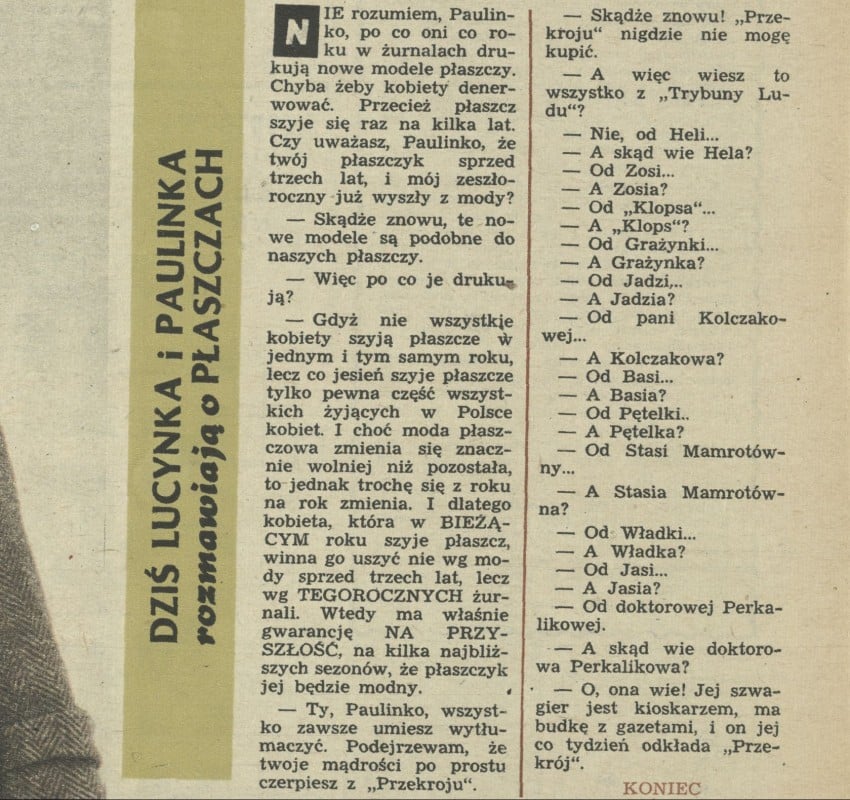 DZIŚ LUCYNKA i PAULINKA
rozmawiają o PŁASZCZACH
NIE rozumiem, Paulin-
ko, po co oni co ro-
ku w żurnalach dru-
kują nowe modele płaszczy.
Chyba żeby kobiety dener-
wować. Przecież płaszcz
szyje się raz na kilka lat.
Czy uważasz, Paulinko, że
twój płaszczyk sprzed
trzech lat, i mój zeszło-
roczny już wyszły z mody?
— Skądże znowu, te no-
we modele są podobne do
naszych płaszczy.
— Więc po co je druku-
ją?
— Gdyż nie wszystkie
kobiety szyją płaszcze w
jednym i tym samym roku,
lecz co jesień szyje płaszcze
tylko pewna część wszyst-
kich żyjących w Polsce
kobiet. I choć moda płasz-
czowa zmienia się znacz-
nie wolniej niż pozostała,
to jednak trochę się z roku
na rok zmienia. I dlatego
kobieta, która w BIEŻĄ-
CYM roku szyje płaszcz,
winna go uszyć nie wg mo-
dy sprzed trzech lat, lecz
wg TEGOROCZNYCH żur-
nali. Wtedy ma właśnie
gwarancję NA PRZY-
SZŁOŚĆ, na kilka najbliż-
szych sezonów, że płaszczyk
jej będzie modny.
— Ty, Paulinko, wszyst-
ko zawsze umiesz wytłu-
maczyć. Podejrzewam, że
twoje mądrości po prostu
czerpiesz z „Przekroju".
— Skądże znowu! „Prze-
kroju" nigdzie nie mogę
kupić.
— A więc wiesz to
wszystko z „Trybuny Lu-
du"?
— Nie, od Heli...
— A skąd wie Hela?
— Od Zosi...
— A Zosia?
— Od „Klopsa"...
— A „Klops"?
— Od Grażynki...
— A Grażynka?
— Od Jadzi,..
— A Jadzia?
— Od pani Kolczako-
wej...
— A Kolczakowa?
— Od Basi...
— A Basia?
— Od Pętelki..
— A Pętelka?
— Od Stasi Mamrotów-
ny...
— A Stasia Mamrotów-
na?
— Od Władki...
— A Władka?
— Od Jasi...
— A Jasia?
— Od doktorowej Perka-
likowej.
— A skąd wie doktoro-
wa Perkalikowa?
— O, ona wie! Jej szwa-
gier jest kioskarzem, ma
budkę z gazetami, i on jej
co tydzień odkłada „Prze-
krój".
KONIEC